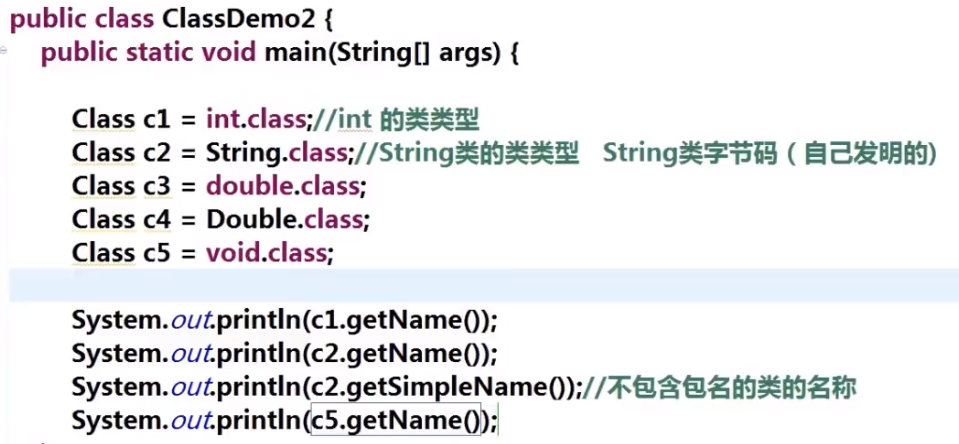 public class ClassDemo2 {
public static void main(String[] args) {
Class c1 = int.class;//int 的类类型
Class c2 = String.class;//String类的类类型   String类字节码（自己发明的)
Class c3 = double.class;
Class c4 = Double.class;
Class c5 = void.class;
System.out.println(c1.getName());
System.out.println(c2.getName());
System.out.println(c2.getSimpleName());//不包含包名的类的名称
System.out.println(c5.getName());